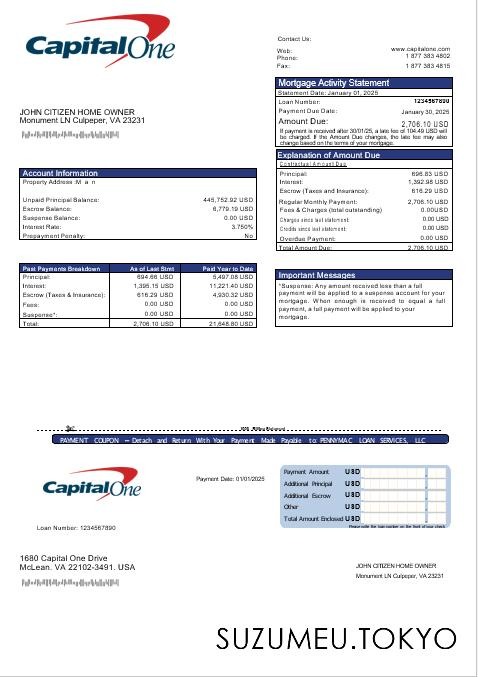 CapitalOne
Contact Us:
Web: www.capitalone.com
Phone: 1 877 383 4802
Fax: 1 877 383 4815
Mortgage Activity Statement
Statement Date: January 01, 2025
Loan Number: 1234567890
Payment Due Date: January 30, 2025
Amount Due: 2,706.10 USD
If payment is received after 30/01/25, a late fee of 104.49 USD will
be charged. If the Amount Due changes, the late fee may also
change based on the terms of your mortgage.
JOHN CITIZEN HOME OWNER
Monument LN Culpeper, VA 23231
Explanation of Amount Due
Contractual Amount Due
Principal: 696.83 USD
Interest: 1,392.98 USD
Escrow (Taxes and Insurance): 616.29 USD
Regular Monthly Payment: 2,706.10 USD
Fees & Charges (total outstanding) 0.00USD
Charges since last statement: 0.00 USD
Credits since last statement: 0.00 USD
Overdue Payment: 0.00 USD
Total Amount Due: 2,706.10 USD
Account Information
Property Address :M a n
Unpaid Principal Balance: 445,752.92 USD
Escrow Balance: 6,779.19 USD
Suspense Balance: 0.00 USD
Interest Rate: 3.750%
Prepayment Penalty: No
Past Payments Breakdown As of Last Stmt Paid Year to Date
Principal: 694.66 USD 5,497.08 USD
Interest: 1,395.15 USD 11,221.40 USD
Escrow (Taxes & Insurance): 616.29 USD 4,930.32 USD
Fees: 0.00 USD 0.00 USD
Suspense*: 0.00 USD 0.00 USD
Total: 2,706.10 USD 21,648.80 USD
Important Messages
*Suspense: Any amount received less than a full
payment will be applied to a suspense account for your
mortgage. When enough is received to equal a full
payment, a full payment will be applied to your
mortgage.
PAYMENT COUPON – Detach and Return With Your Payment Made Payable to: PENNYMAC LOAN SERVICES, LLC
CapitalOne
Payment Date: 01/01/2025
Loan Number: 1234567890
Payment Amount USD
Additional Principal USD
Additional Escrow USD
Other USD
Total Amount Enclosed USD
Please write the loan number on the front of your check
1680 Capital One Drive
McLean. VA 22102-3491. USA
JOHN CITIZEN HOME OWNER
Monument LN Culpeper, VA 23231
SUZUMEU.TOKYO